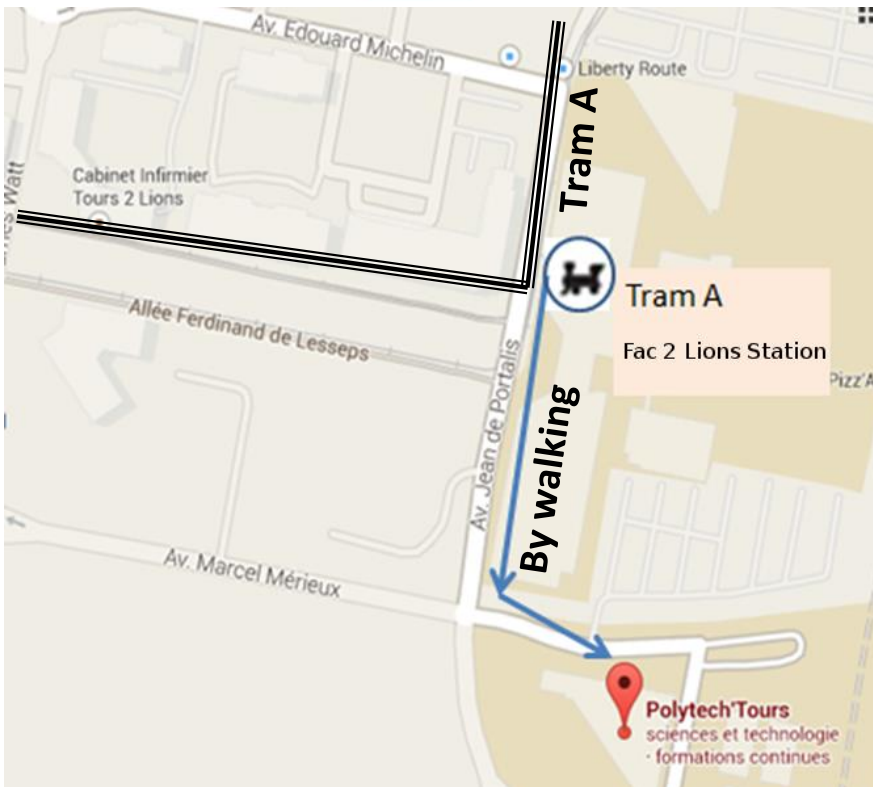 Av. Edouard Michelin
Liberty Route
Tram A
Cabinet Infirmier
Tours 2 Lions
Watt
Tram A
Fac 2 Lions Station
Allée Ferdinand de Lesseps
Pizz'A
Av. Jean de Portalis
By walking
Av. Marcel Mérieux
Polytech'Tours
sciences et technologie
· formations continues